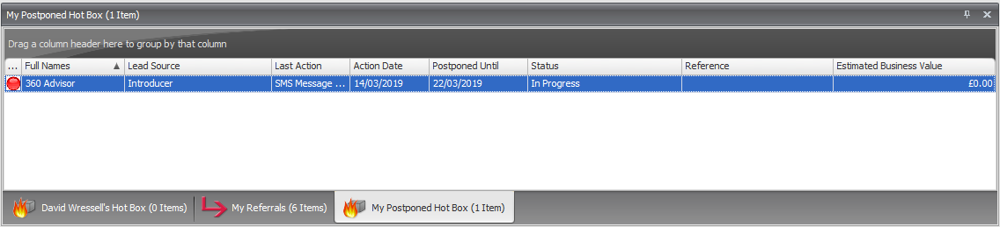 My Postponed Hot Box (1 Item)
Drag a column header here to group by that column
... Full Names Lead Source Last Action Action Date Postponed Until Status Reference Estimated Business Value
360 Advisor Introducer SMS Message ... 14/03/2019 22/03/2019 In Progress £0.00
David Wressell's Hot Box (0 Items) My Referrals (6 Items) My Postponed Hot Box (1 Item)